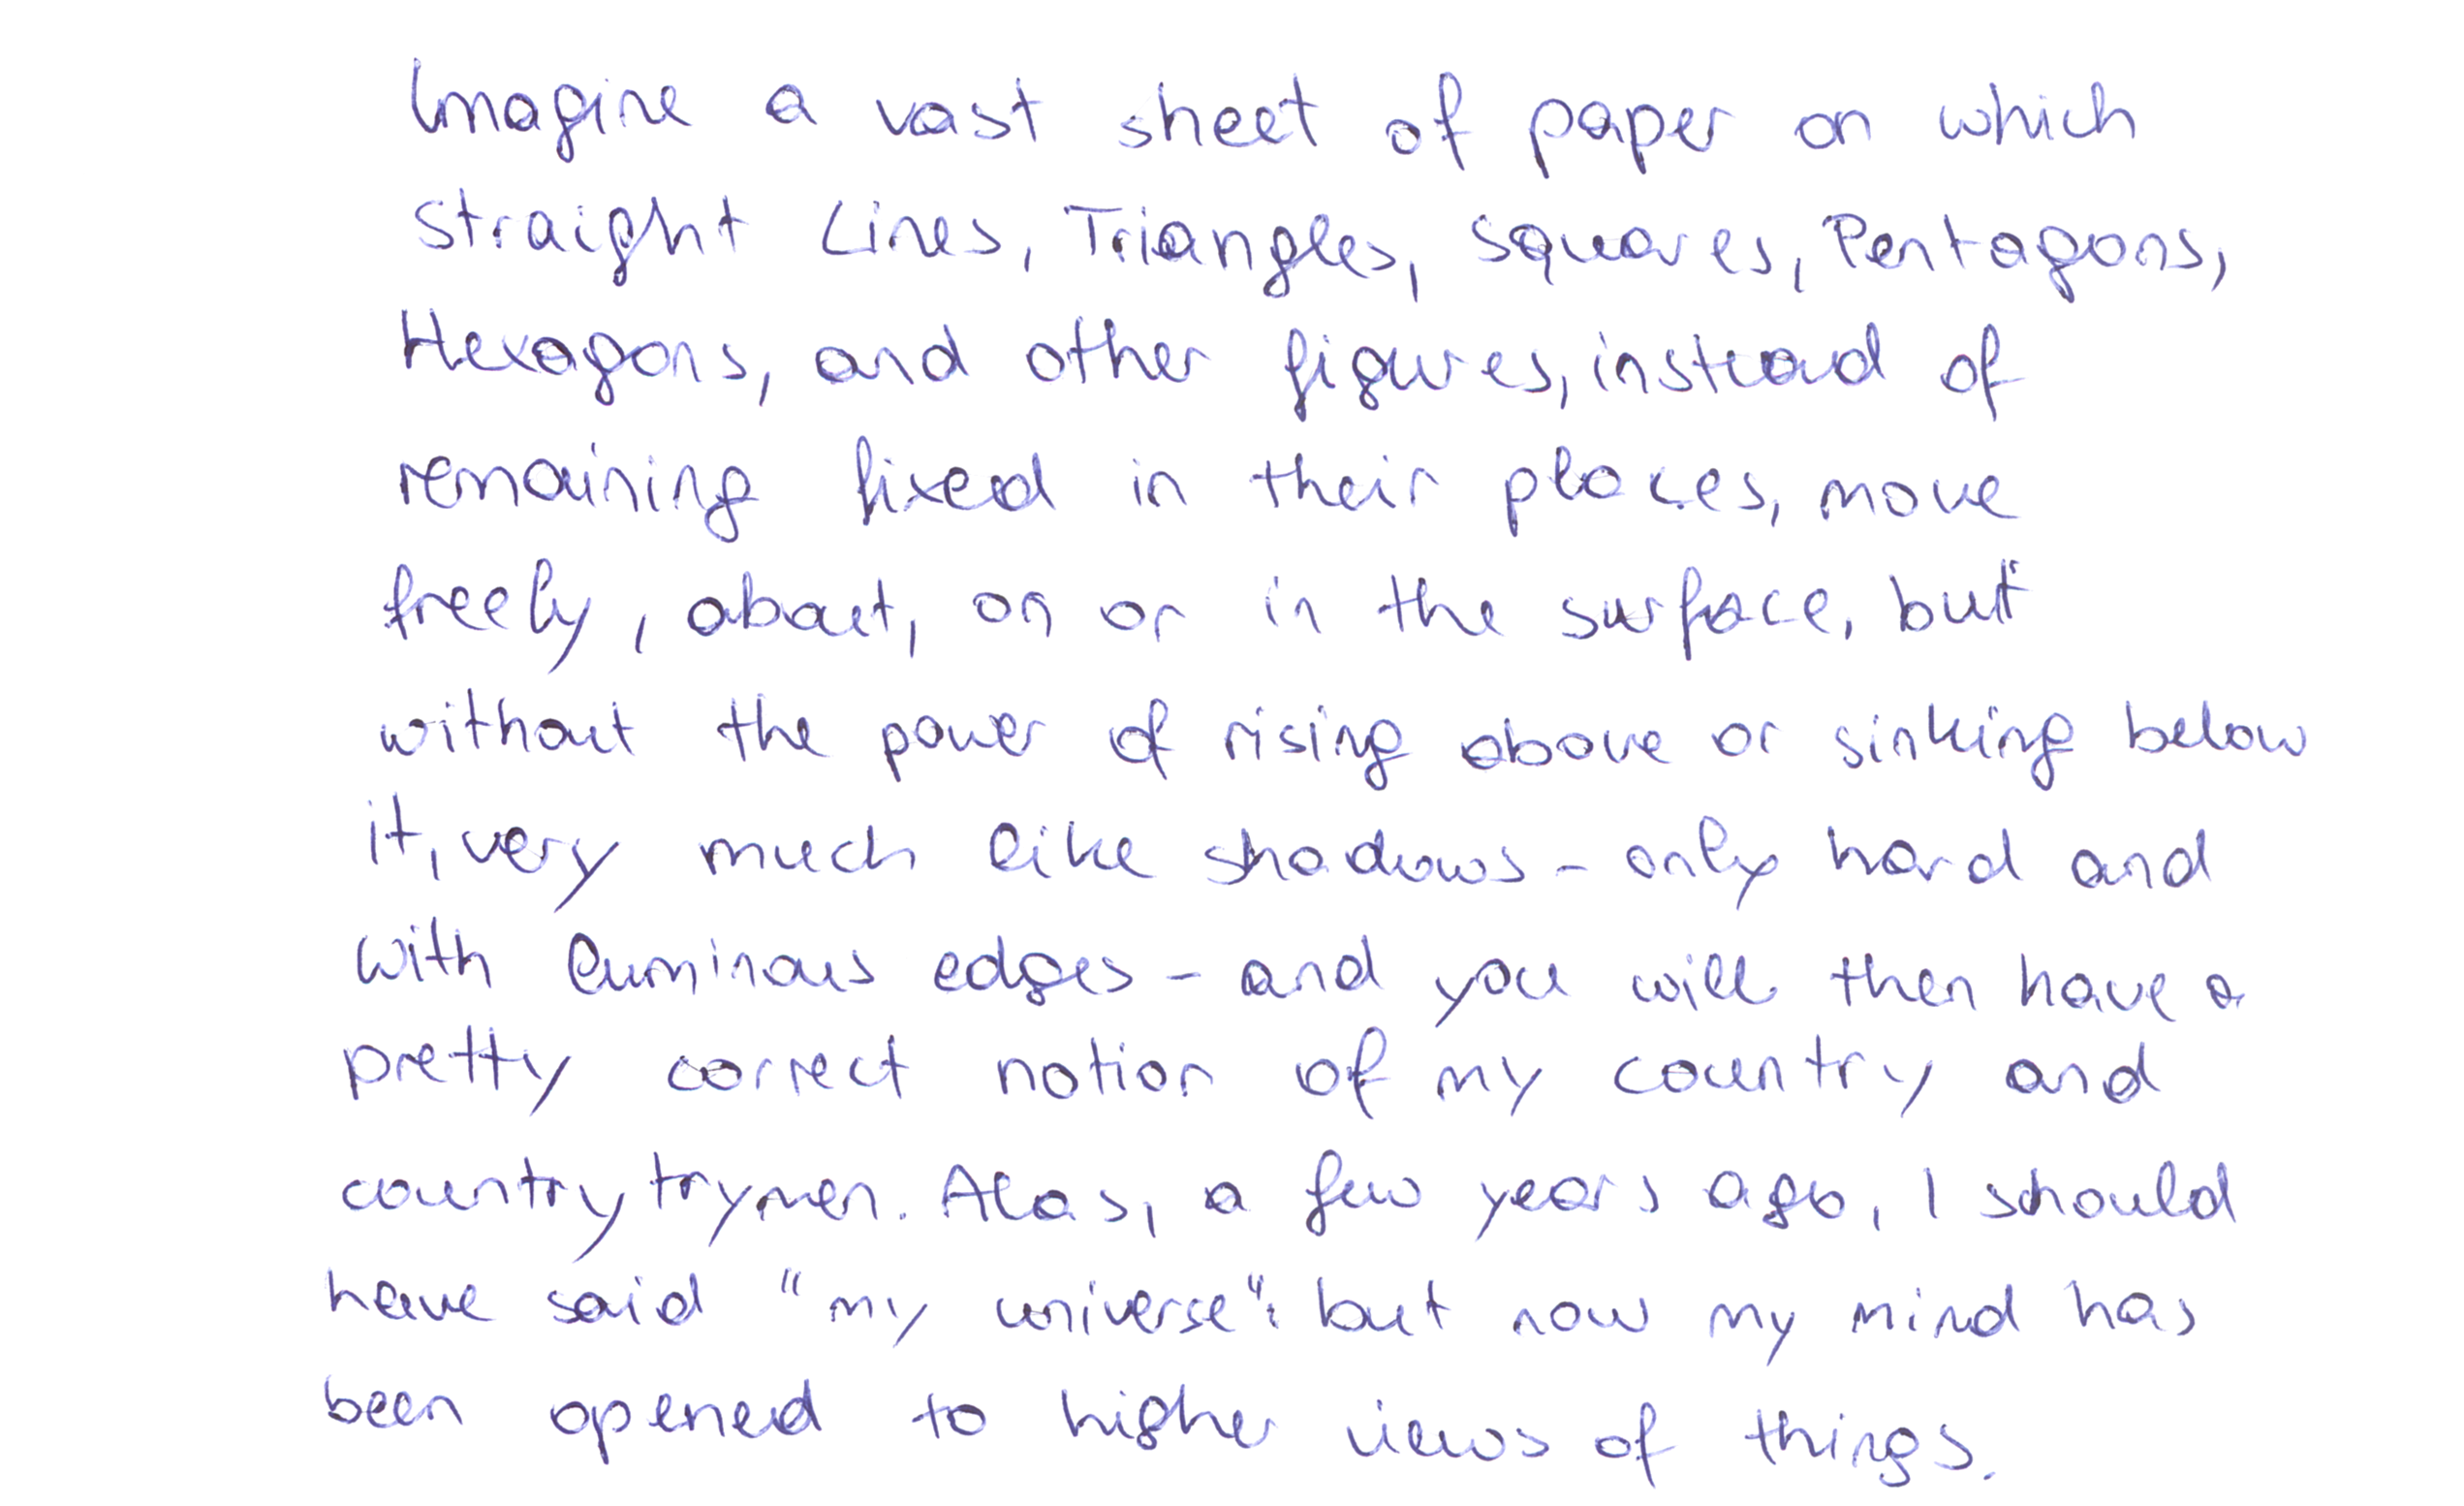 Imagine a vast sheet of paper on which
Straight Lines, Triangles, Squares, Pentagons,
Hexagons, and other figures, instead of
remaining fixed in their places, move
freely, about, on or in the surface, but
without the power of rising above or sinking below
it, very much like shadows - only hard and
with luminous edges - and you will then have a
pretty correct notion of my country and
countrytrymen. Alas, a few years ago, I should
have said "my universe": but now my mind has
been opened to higher views of things.